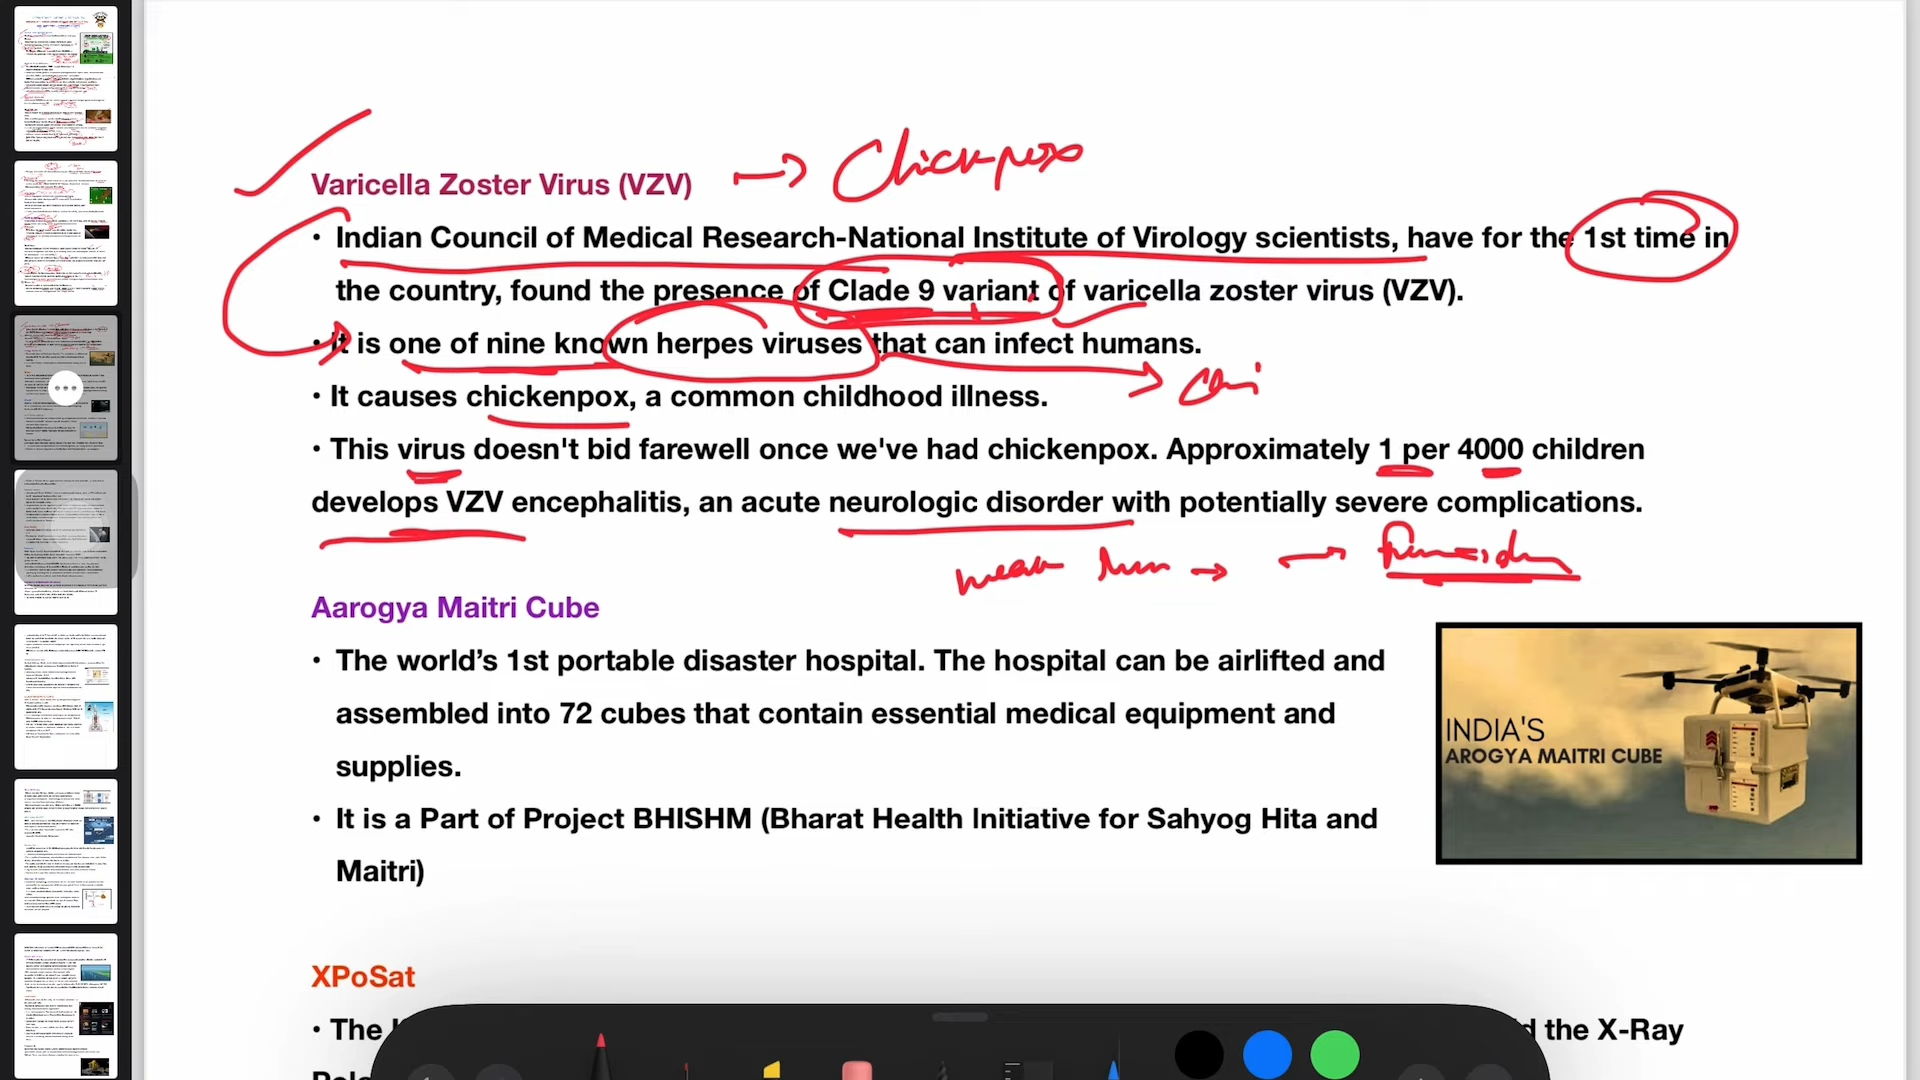 Varicella Zoster Virus (VZV) → Chickpox
• Indian Council of Medical Research-National Institute of Virology scientists, have for the 1st time in
the country, found the presence of Clade 9 variant of varicella zoster virus (VZV).
• It is one of nine known herpes viruses that can infect humans.
• It causes chickenpox, a common childhood illness.
• This virus doesn't bid farewell once we've had chickenpox. Approximately 1 per 4000 children
develops VZV encephalitis, an acute neurologic disorder with potentially severe complications.
Aarogya Maitri Cube
• The world’s 1st portable disaster hospital. The hospital can be airlifted and
assembled into 72 cubes that contain essential medical equipment and
supplies.
INDIA'S
AROGYA MAITRI CUBE
• It is a Part of Project BHISHM (Bharat Health Initiative for Sahyog Hita and
Maitri)
XPoSat
• The
the X-Ray